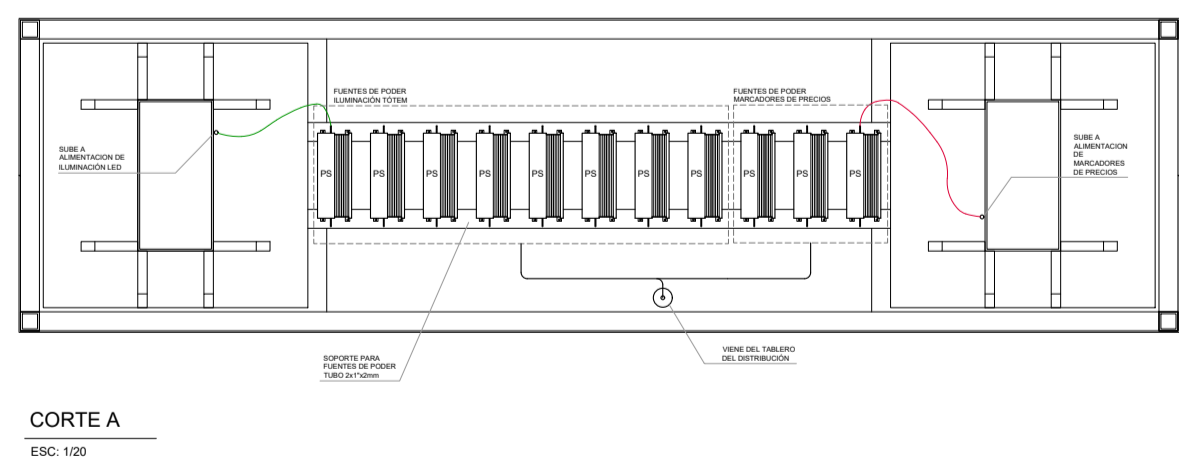 FUENTES DE PODER
ILUMINACIÓN TÓTEM
FUENTES DE PODER
MARCADORES DE PRECIOS
SUBE A
ALIMENTACION DE
ILUMINACIÓN LED
SUBE A
ALIMENTACION
DE
MARCADORES
DE PRECIOS
PS PS PS PS PS PS PS PS PS PS PS
SOPORTE PARA
FUENTES DE PODER
TUBO 2x1"x2mm
VIENE DEL TABLERO
DEL DISTRIBUCIÓN
CORTE A
ESC: 1/20